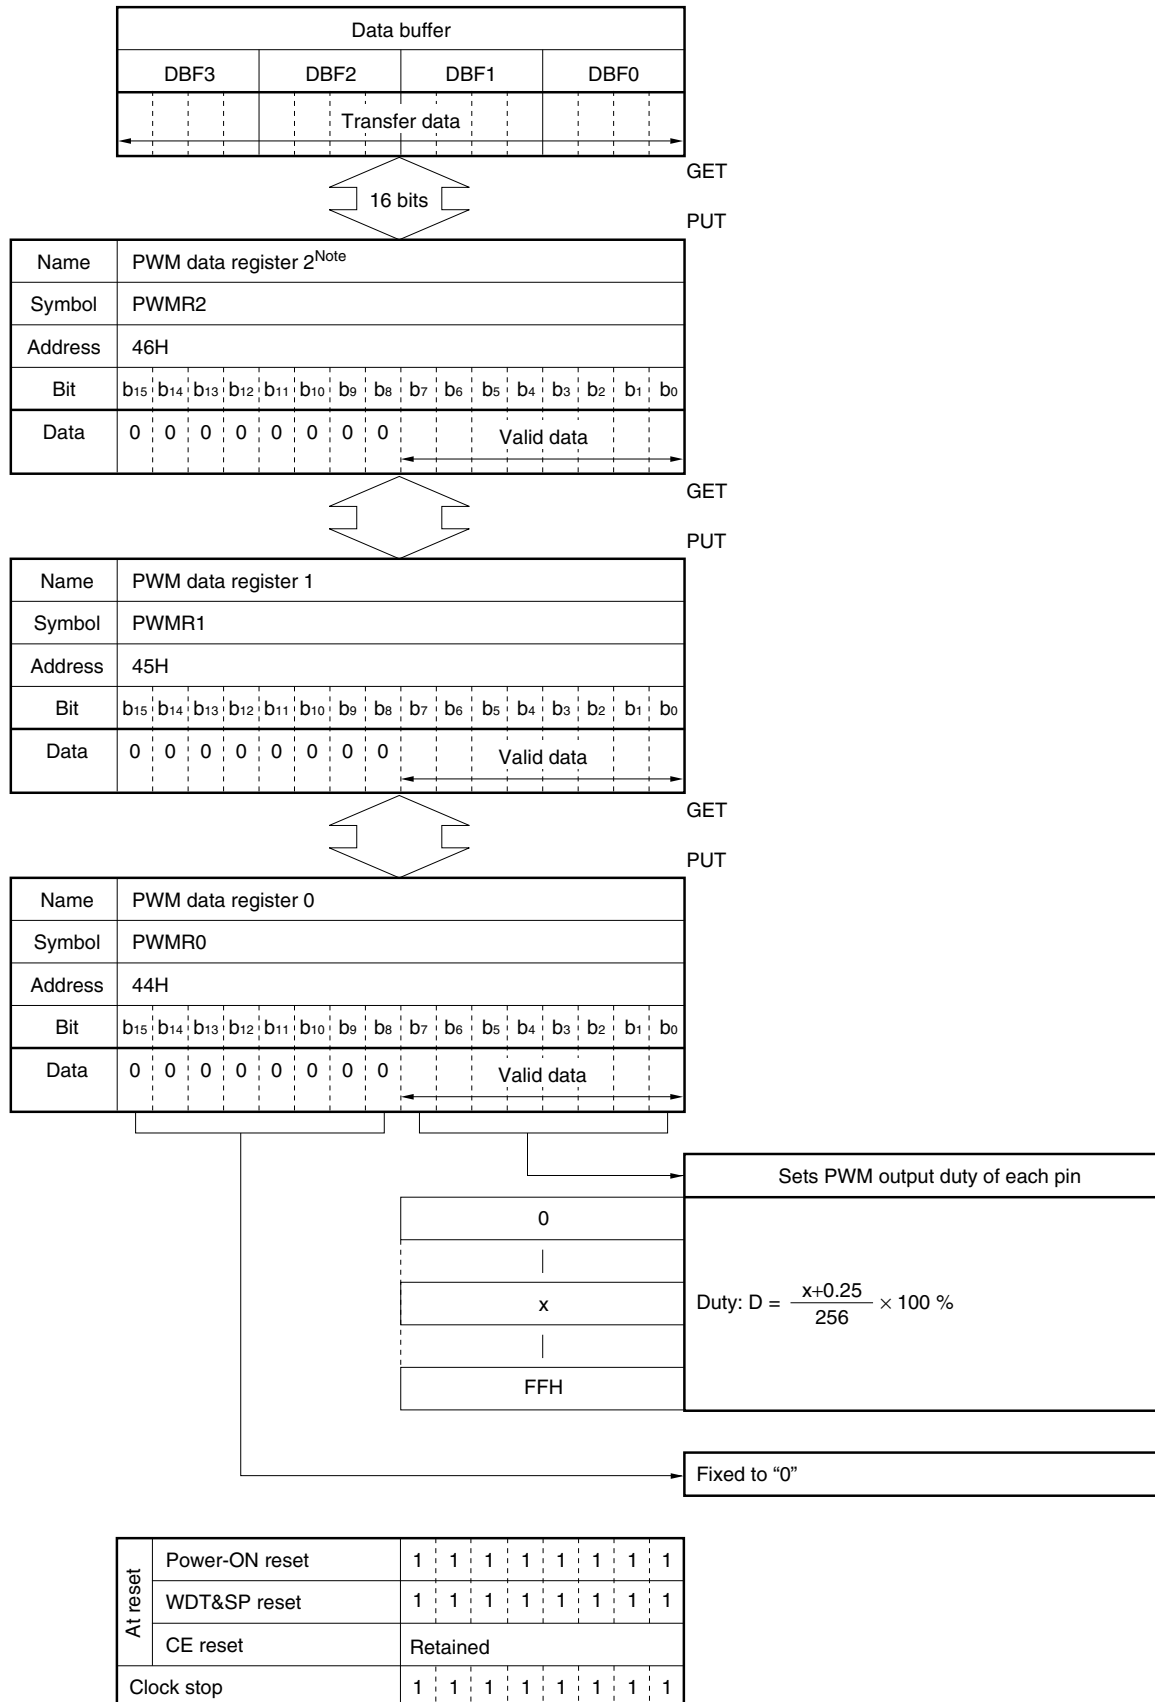 Data buffer
DBF3 DBF2 DBF1 DBF0
Transfer data
GET
16 bits
PUT
Name PWM data register 2Note
Symbol PWMR2
Address 46H
Bit b15 b14 b13 b12 b11 b10 b9 b8 b7 b6 b5 b4 b3 b2 b1 b0
Data 0 0 0 0 0 0 0 0 Valid data
GET
PUT
Name PWM data register 1
Symbol PWMR1
Address 45H
Bit b15 b14 b13 b12 b11 b10 b9 b8 b7 b6 b5 b4 b3 b2 b1 b0
Data 0 0 0 0 0 0 0 0 Valid data
GET
PUT
Name PWM data register 0
Symbol PWMR0
Address 44H
Bit b15 b14 b13 b12 b11 b10 b9 b8 b7 b6 b5 b4 b3 b2 b1 b0
Data 0 0 0 0 0 0 0 0 Valid data
Sets PWM output duty of each pin
0
x
FFH
Duty: D = x+0.25 / 256 × 100 %
Fixed to “0”
At reset
Power-ON reset 1 1 1 1 1 1 1 1
WDT&SP reset 1 1 1 1 1 1 1 1
CE reset Retained
Clock stop 1 1 1 1 1 1 1 1